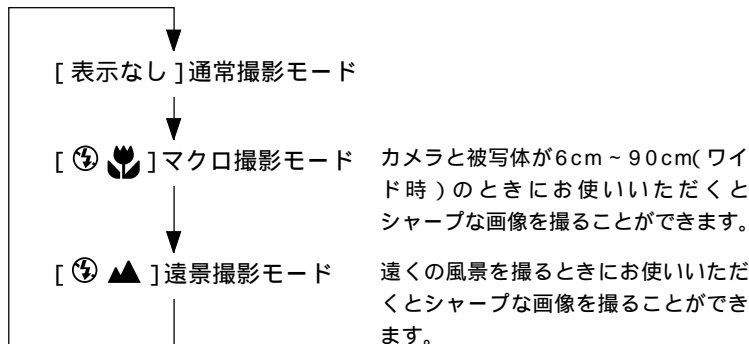 [ 表示なし ]通常撮影モード
[ ]マクロ撮影モード
カメラと被写体が6cm ~ 90cm( ワイ
ド時 ) のときにお使いいただくと
シャープな画像を撮ることができます。
[ ]遠景撮影モード
遠くの風景を撮るときにお使いいただ
くとシャープな画像を撮ることができ
ます。